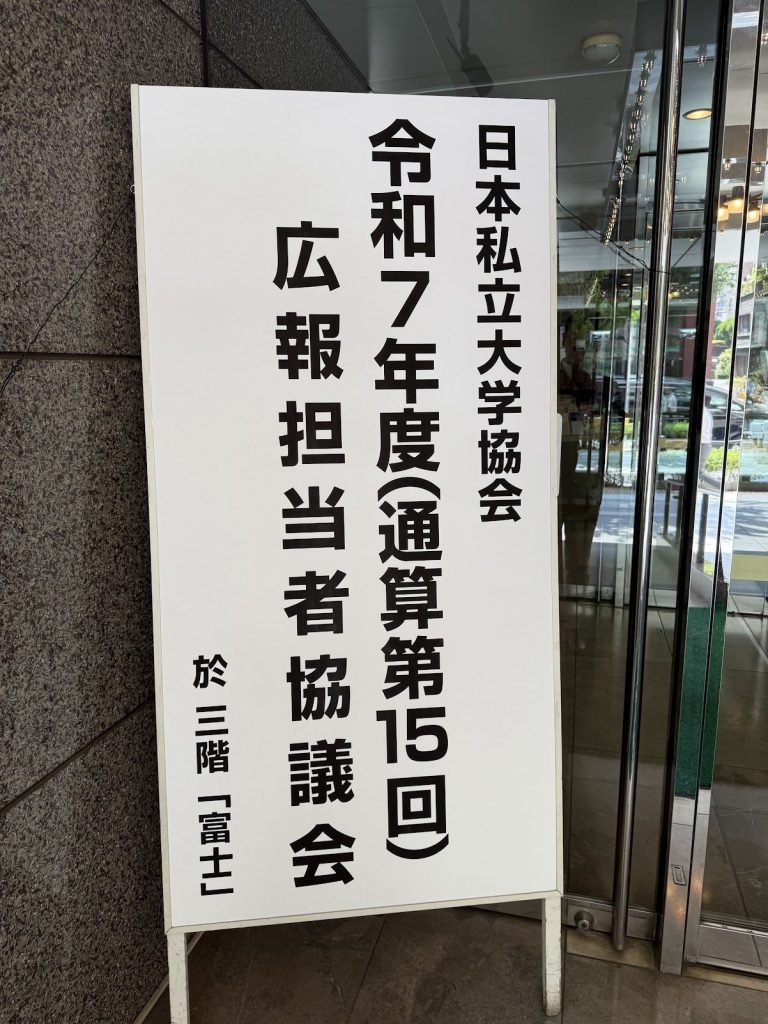 日本私立大学協会
令和7年度(通算第15回)
広報担当者協議会
於 三階「富士」